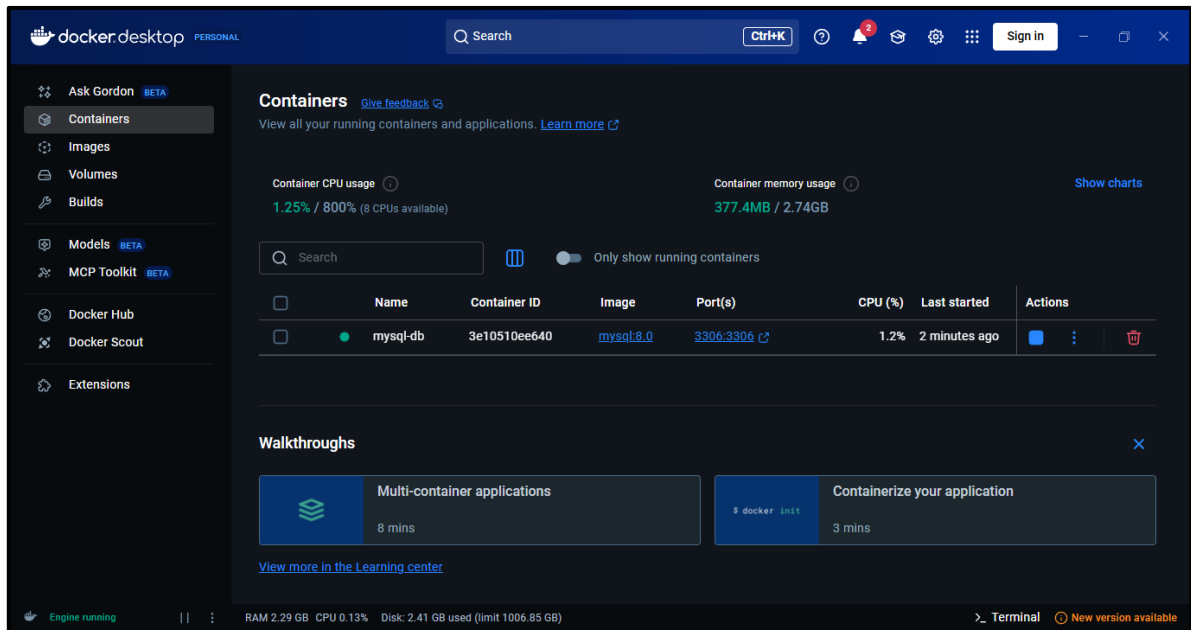 docker.desktop PERSONAL Search Ctrl+K 2 Sign in
Ask Gordon BETA
Containers
Images
Volumes
Builds
Models BETA
MCP Toolkit BETA
Docker Hub
Docker Scout
Extensions
Containers Give feedback
View all your running containers and applications. Learn more
Container CPU usage
1.25% / 800% (8 CPUs available)
Container memory usage
377.4MB / 2.74GB
Show charts
Search Only show running containers
Name Container ID Image Port(s) CPU (%) Last started Actions
mysql-db 3e10510ee640 mysql:8.0 3306:3306 1.2% 2 minutes ago
Walkthroughs
Multi-container applications
8 mins
$ docker init
Containerize your application
3 mins
View more in the Learning center
Engine running RAM 2.29 GB CPU 0.13% Disk: 2.41 GB used (limit 1006.85 GB) >_ Terminal New version available